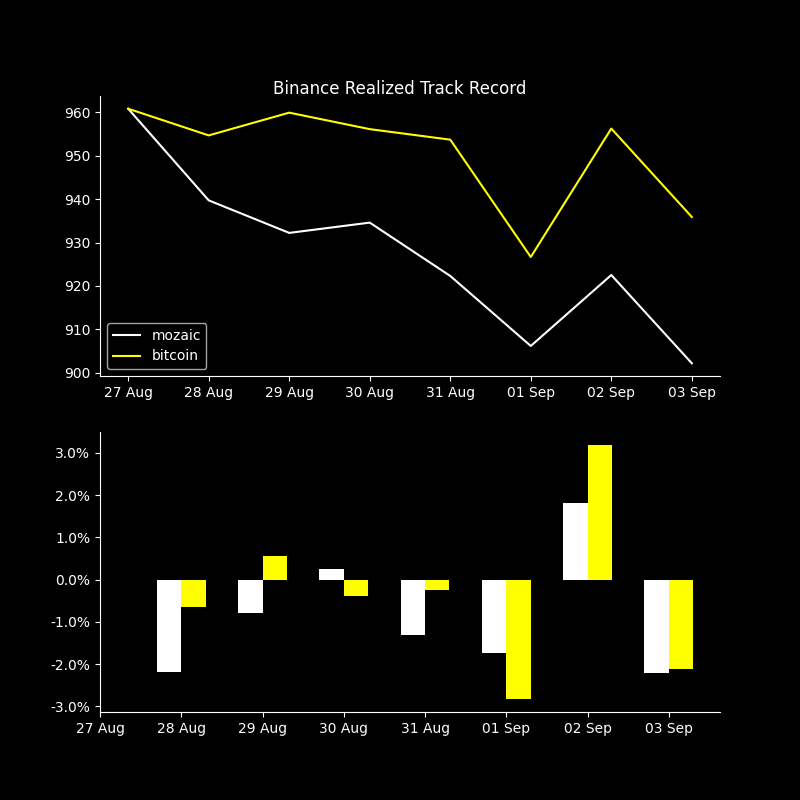 Binance Realized Track Record
960
950
940
930
920
910
900
mozaic
bitcoin
27 Aug 28 Aug 29 Aug 30 Aug 31 Aug 01 Sep 02 Sep 03 Sep
3.0%
2.0%
1.0%
0.0%
-1.0%
-2.0%
-3.0%
27 Aug 28 Aug 29 Aug 30 Aug 31 Aug 01 Sep 02 Sep 03 Sep